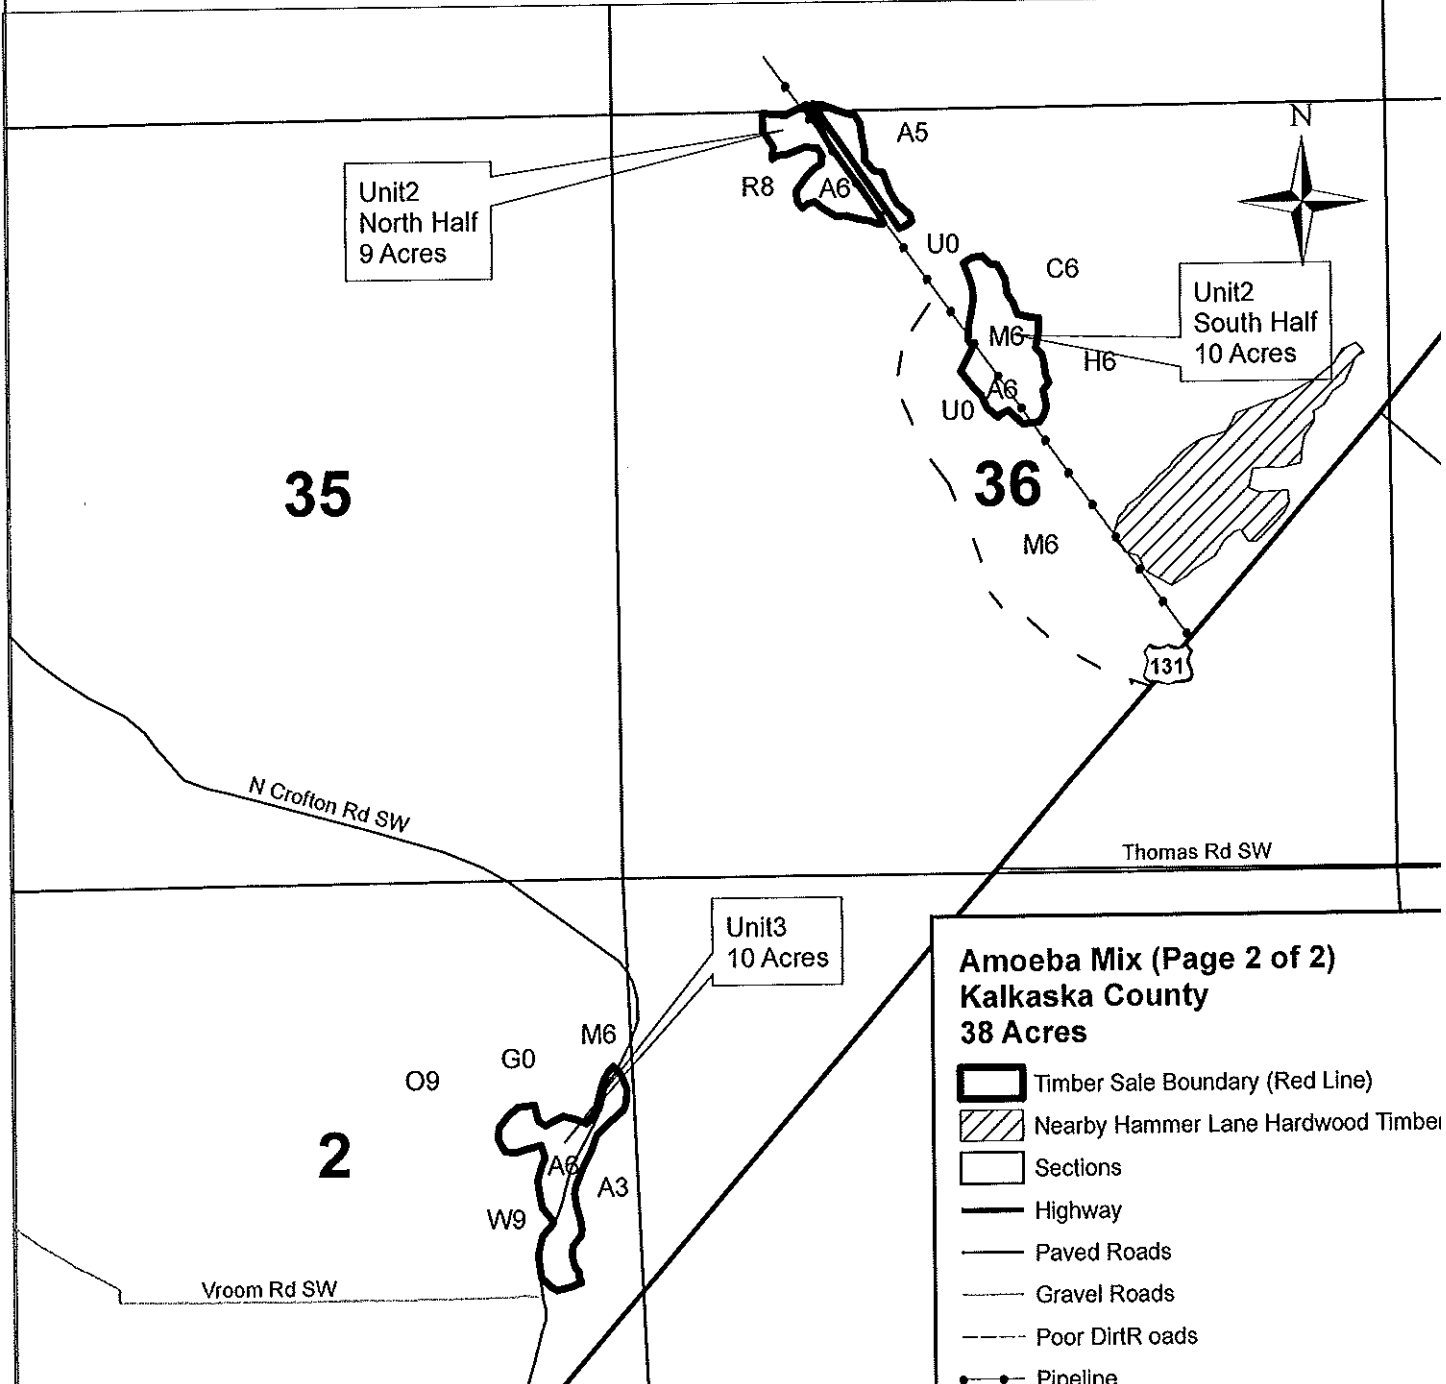 N
A5
Unit2
North Half
9 Acres
R8
A6
U0
C6
Unit2
South Half
10 Acres
M6
H6
A6
U0
35
36
M6
131
N Crofton Rd SW
Thomas Rd SW
Unit3
10 Acres
M6
G0
O9
2
A6
A3
W9
Vroom Rd SW
Amoeba Mix (Page 2 of 2)
Kalkaska County
38 Acres
Timber Sale Boundary (Red Line)
Nearby Hammer Lane Hardwood Timber
Sections
Highway
Paved Roads
Gravel Roads
Poor DirtR oads
Pipeline